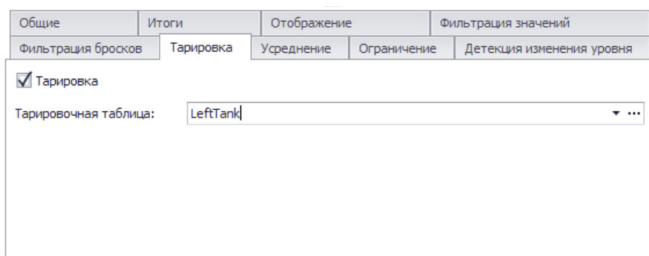 Общие Итоги Отображение Фильтрация значений
Фильтрация бросков Тарировка Усреднение Ограничение Детекция изменения уровня
Тарировка
Тарировочная таблица: LeftTank